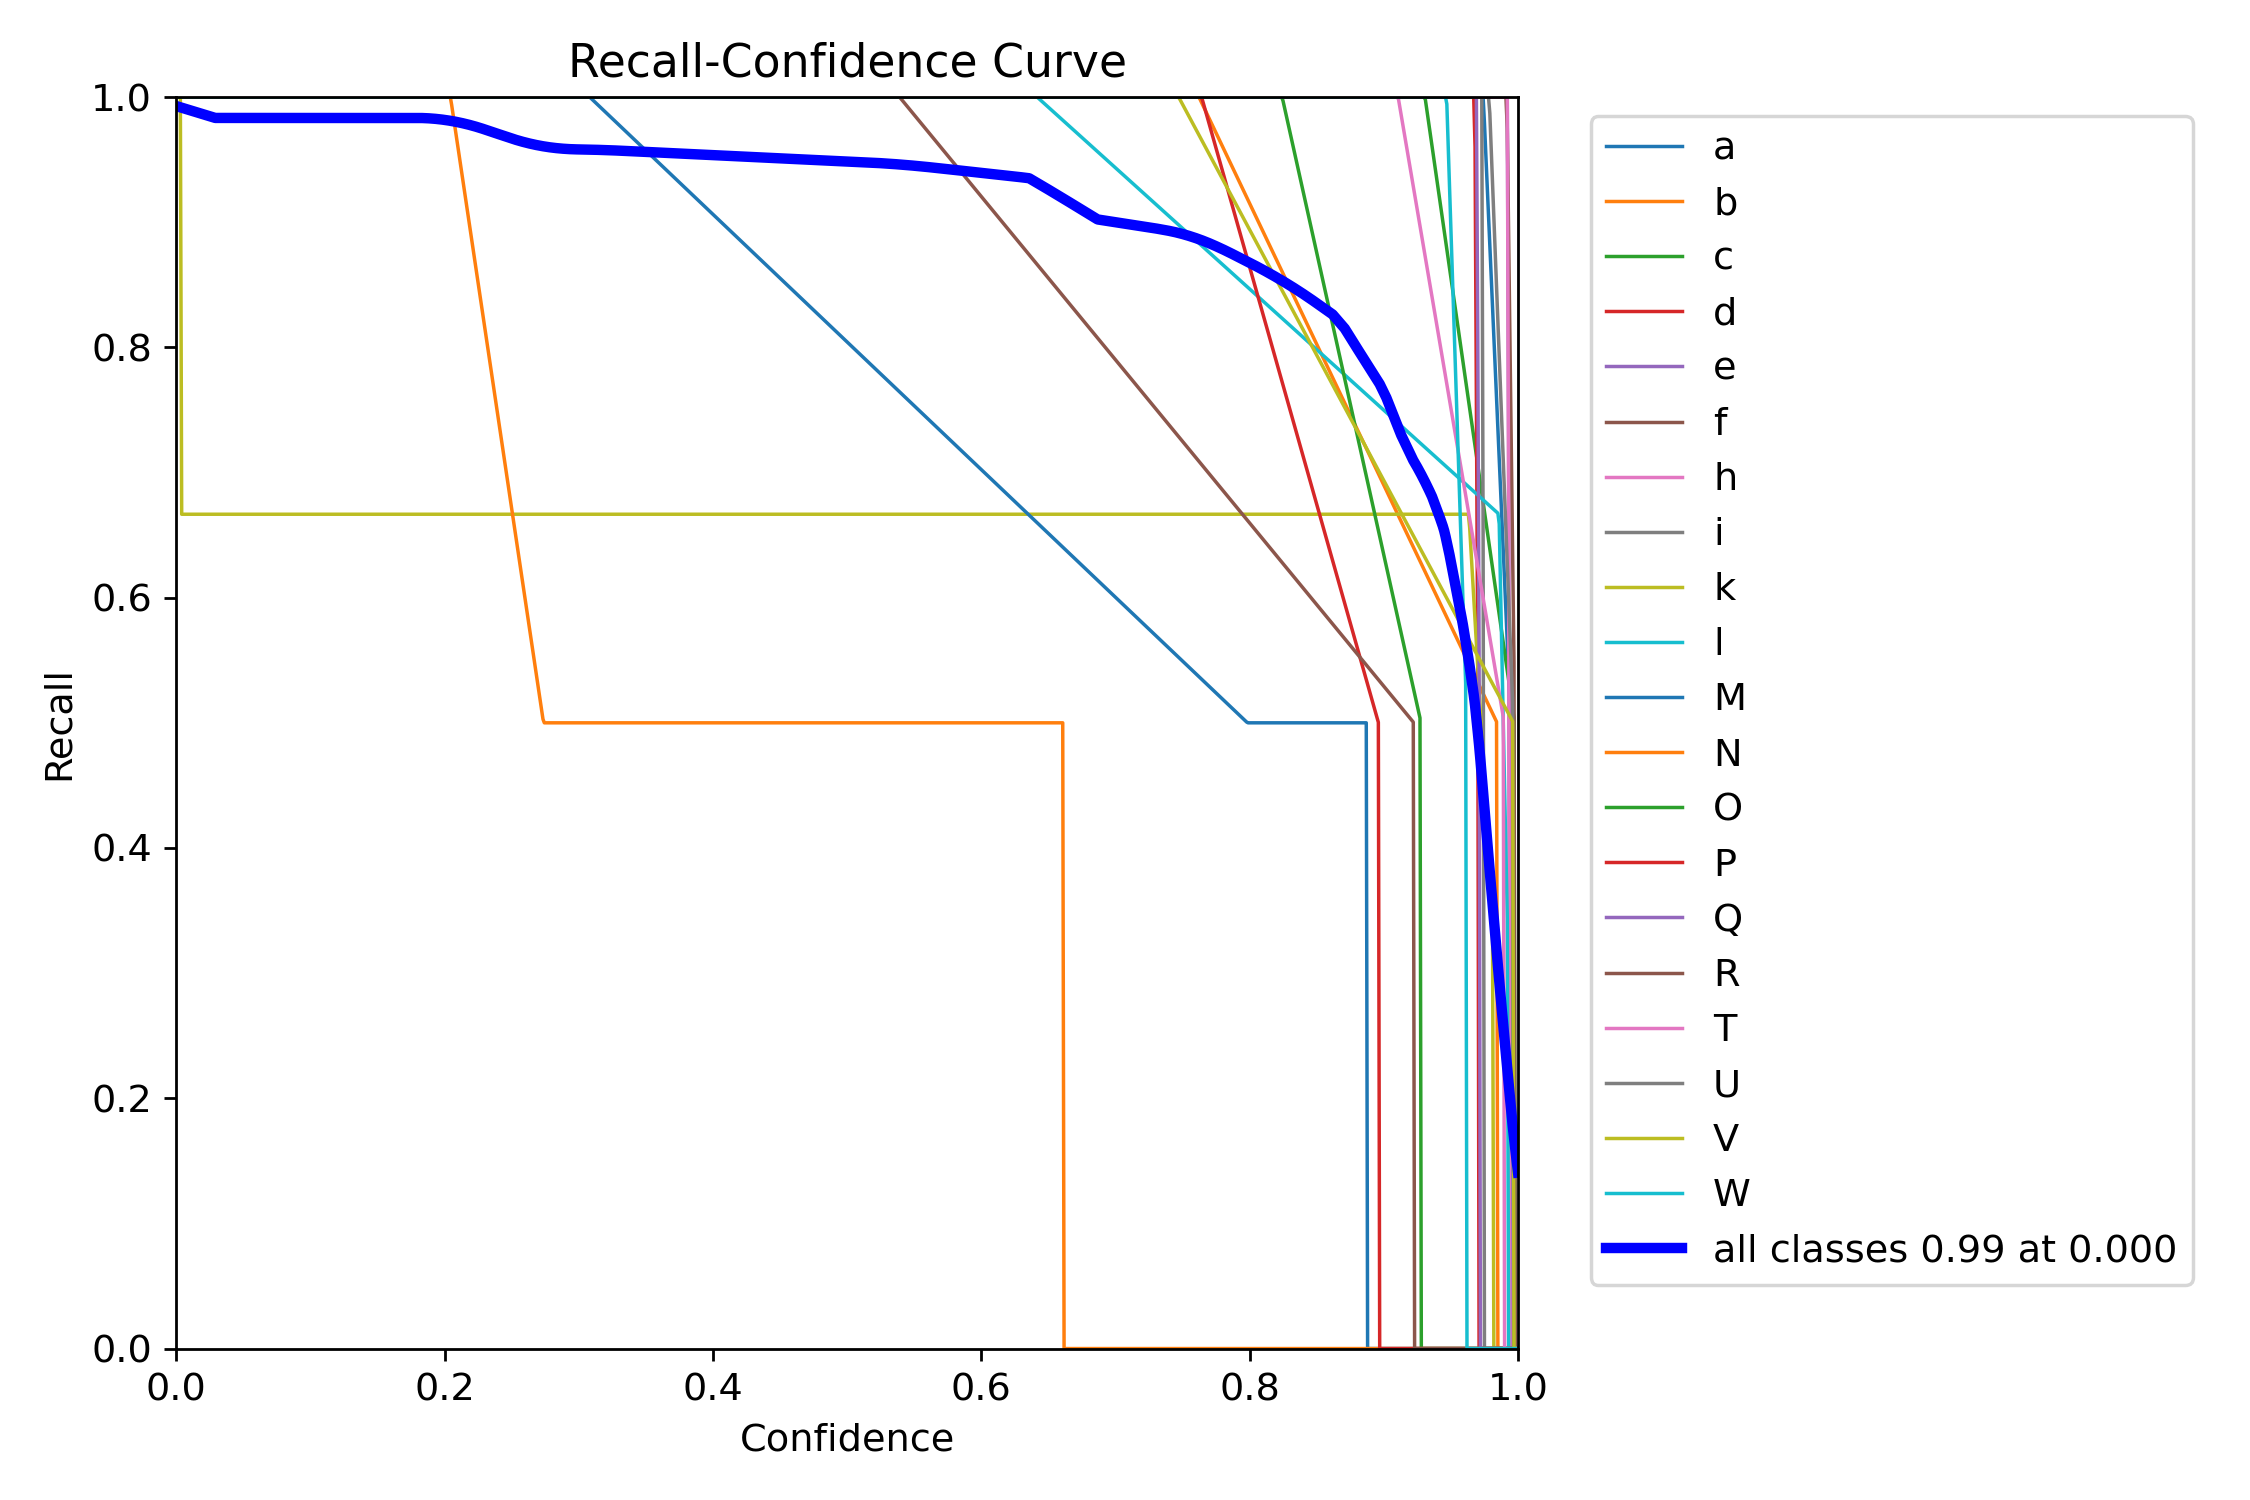 Recall-Confidence Curve
Recall
1.0
0.8
0.6
0.4
0.2
0.0
0.0 0.2 0.4 0.6 0.8 1.0
Confidence
a
b
c
d
e
f
h
i
k
l
M
N
O
P
Q
R
T
U
V
W
all classes 0.99 at 0.000